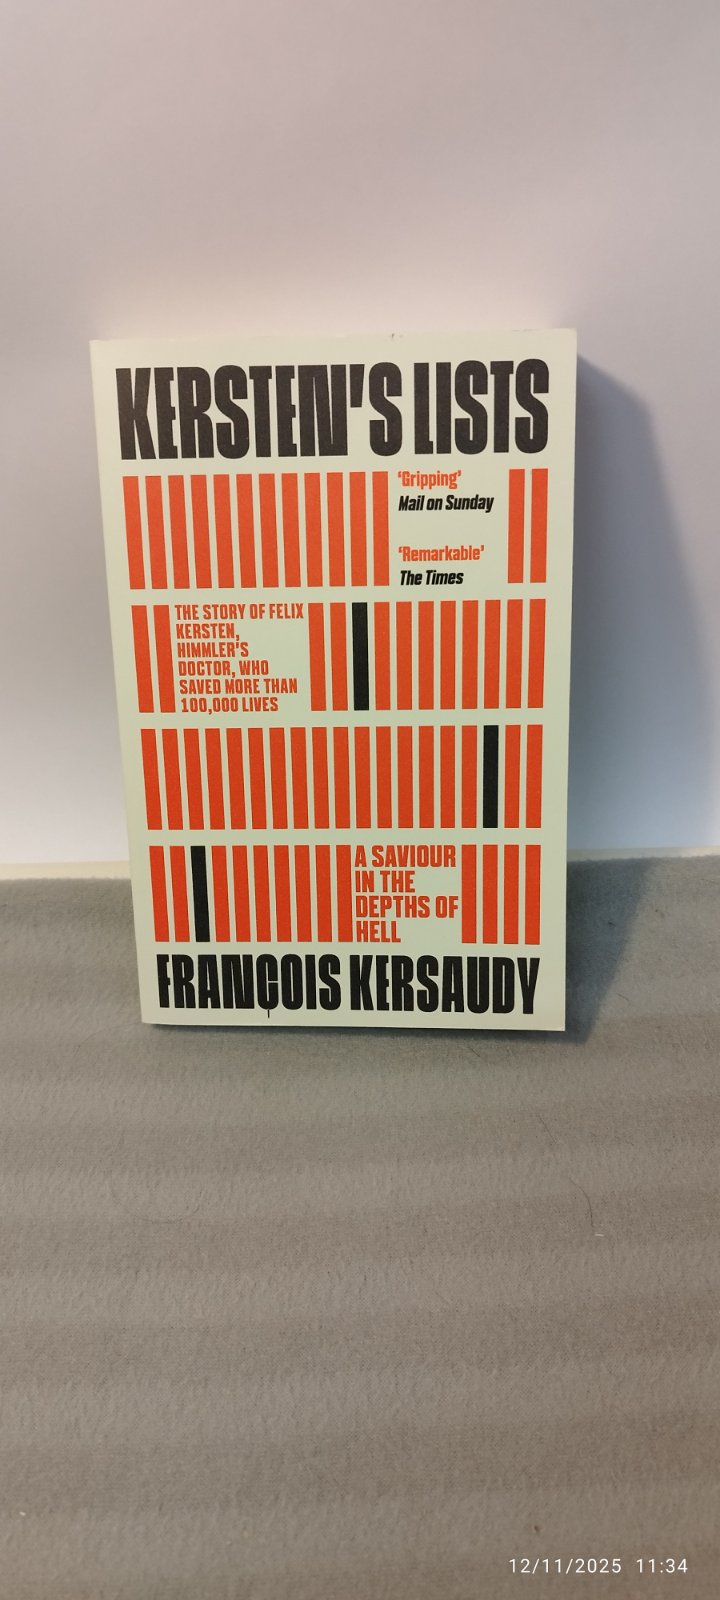 KERSTEN'S LISTS
'Gripping'
Mail on Sunday
'Remarkable'
The Times
THE STORY OF FELIX
KERSTEN,
HIMMLER'S
DOCTOR, WHO
SAVED MORE THAN
100,000 LIVES
A SAVIOUR
IN THE
DEPTHS OF
HELL
FRANÇOIS KERSAUDY
12/11/2025 11:34